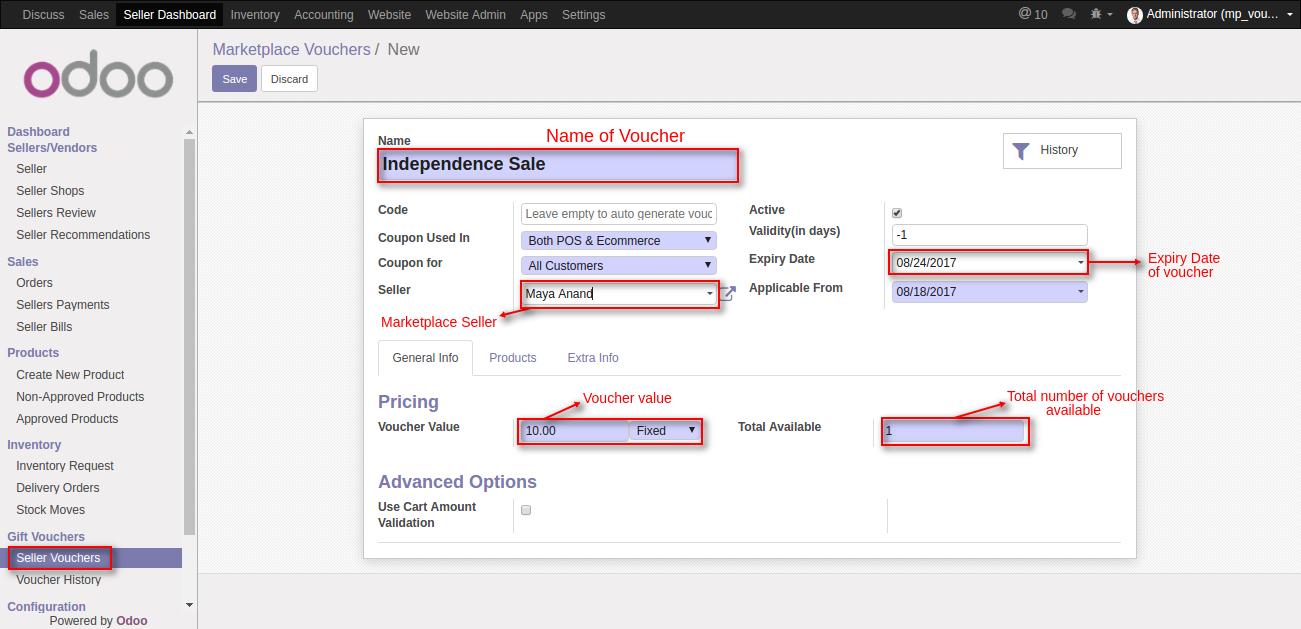 Discuss Sales Seller Dashboard Inventory Accounting Website Website Admin Apps Settings @ 10 Administrator (mp_vou...
odoo
Marketplace Vouchers / New
Save Discard
Dashboard
Sellers/Vendors
Seller
Seller Shops
Sellers Review
Seller Recommendations
Sales
Orders
Sellers Payments
Seller Bills
Products
Create New Product
Non-Approved Products
Approved Products
Inventory
Inventory Request
Delivery Orders
Stock Moves
Gift Vouchers
Seller Vouchers
Voucher History
Configuration
Powered by Odoo
Name
Name of Voucher
Independence Sale
History
Code Leave empty to auto generate vouc
Coupon Used In Both POS & Ecommerce
Coupon for All Customers
Seller Maya Anand
Marketplace Seller
Active
Validity(in days) -1
Expiry Date 08/24/2017
Expiry Date
of voucher
Applicable From 08/18/2017
General Info Products Extra Info
Pricing
Voucher value
Total number of vouchers
available
Voucher Value 10.00 Fixed
Total Available 1
Advanced Options
Use Cart Amount
Validation